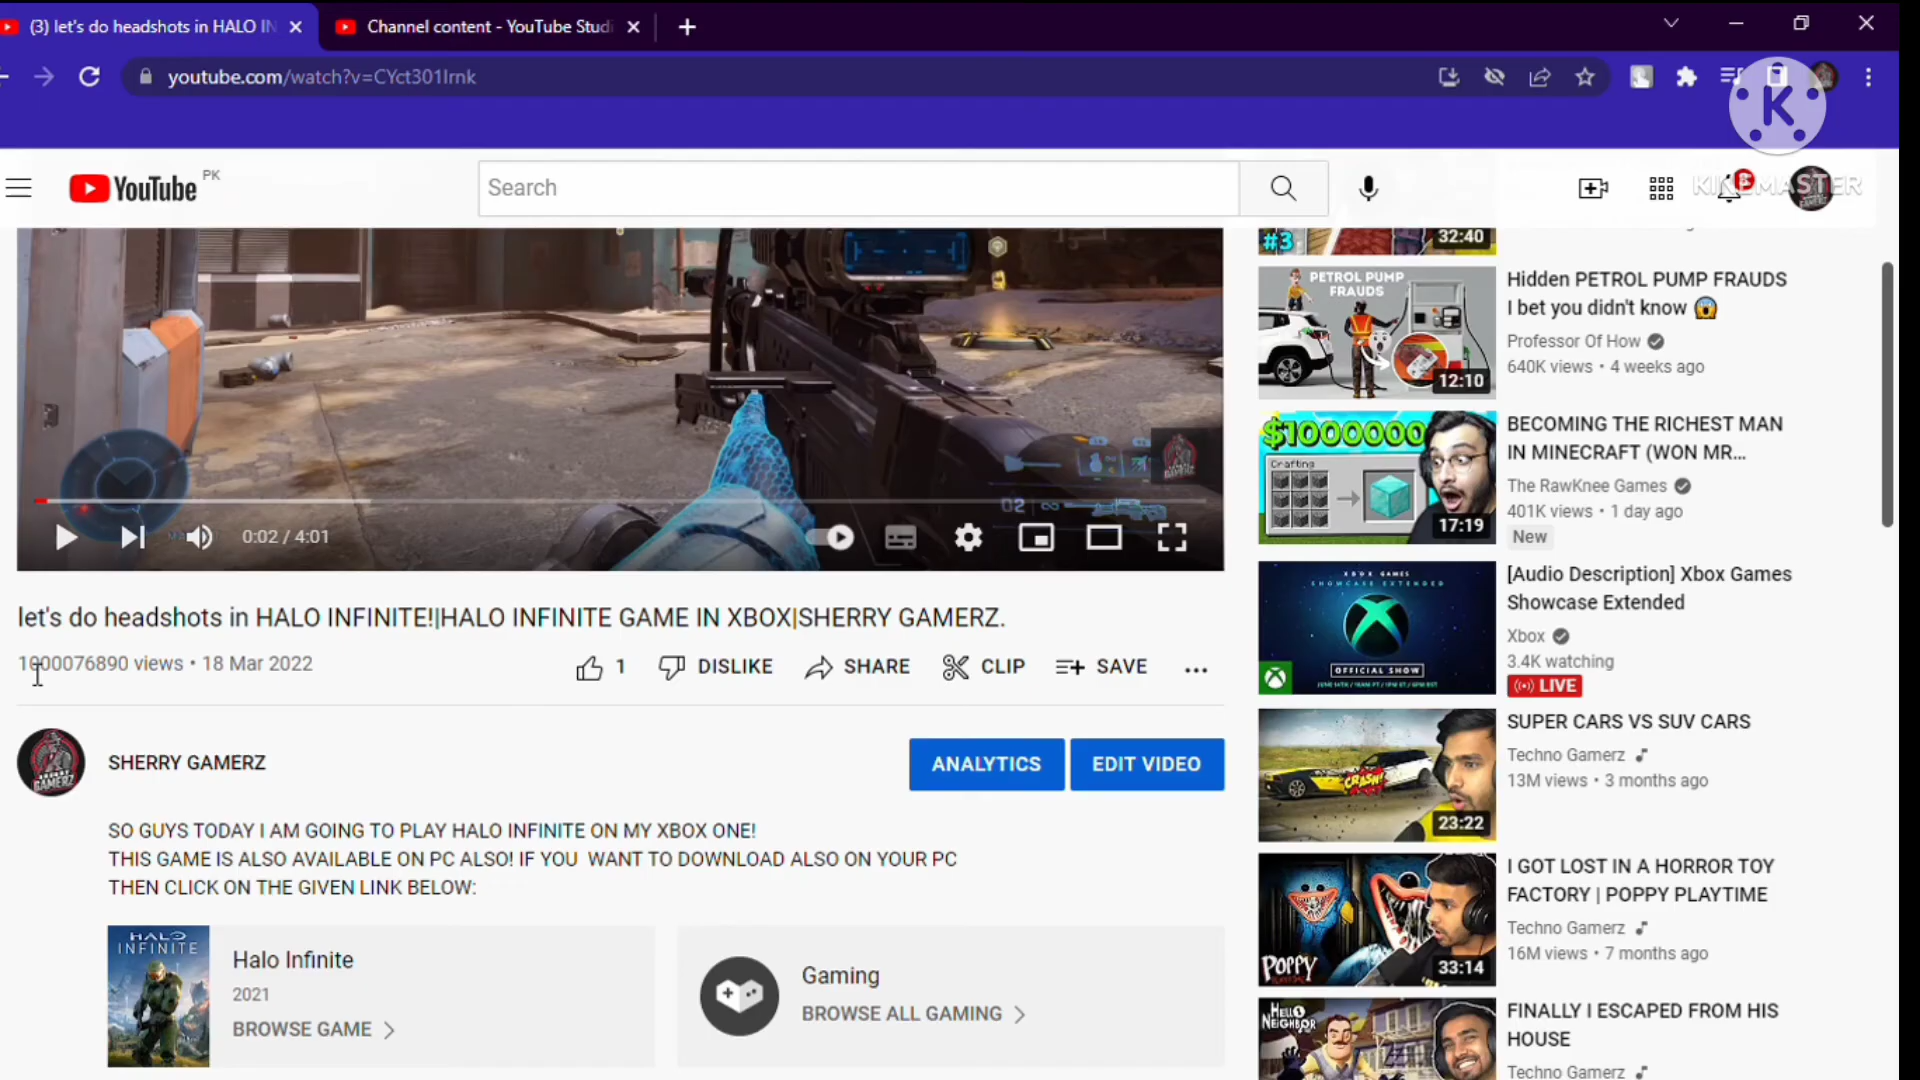 (3) let's do headshots in HALO IN
Channel content - YouTube Studi
youtube.com/watch?v=CYct301Irnk
K
KINEMASTER
YouTube PK
Search
#3
32:40
PETROL PUMP
FRAUDS
12:10
Hidden PETROL PUMP FRAUDS
I bet you didn't know 😱
Professor Of How
640K views • 4 weeks ago
$1000000
Crafting
17:19
BECOMING THE RICHEST MAN
IN MINECRAFT (WON MR...
The RawKnee Games
401K views • 1 day ago
New
02
0:02 / 4:01
let's do headshots in HALO INFINITE!|HALO INFINITE GAME IN XBOX|SHERRY GAMERZ.
1000076890 views • 18 Mar 2022
1
DISLIKE
SHARE
CLIP
SAVE
XBOX GAMES
SHOWCASE EXTENDED
OFFICIAL SHOW
[Audio Description] Xbox Games
Showcase Extended
Xbox
3.4K watching
LIVE
SHERRY GAMERZ
ANALYTICS
EDIT VIDEO
CRASH!
23:22
SUPER CARS VS SUV CARS
Techno Gamerz
13M views • 3 months ago
SO GUYS TODAY I AM GOING TO PLAY HALO INFINITE ON MY XBOX ONE!
THIS GAME IS ALSO AVAILABLE ON PC ALSO! IF YOU  WANT TO DOWNLOAD ALSO ON YOUR PC
THEN CLICK ON THE GIVEN LINK BELOW:
POPPY
33:14
I GOT LOST IN A HORROR TOY
FACTORY | POPPY PLAYTIME
Techno Gamerz
16M views • 7 months ago
HALO
INFINITE
Halo Infinite
2021
BROWSE GAME
Gaming
BROWSE ALL GAMING
HELLO
NEIGHBOR
FINALLY I ESCAPED FROM HIS
HOUSE
Techno Gamerz